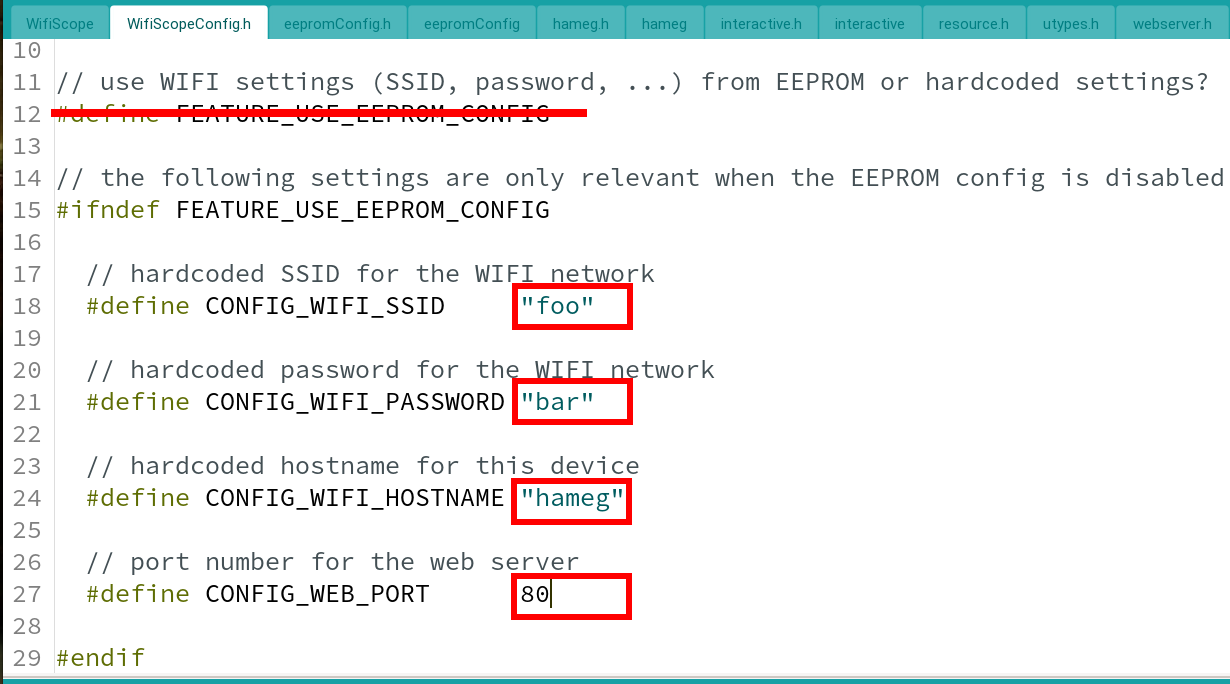 WifiScope WifiScopeConfig.h eepromConfig.h eepromConfig hameg.h hameg interactive.h interactive resource.h utypes.h webserver.h
10
11 // use WIFI settings (SSID, password, ...) from EEPROM or hardcoded settings?
12 #define FEATURE_USE_EEPROM_CONFIG
13
14 // the following settings are only relevant when the EEPROM config is disabled
15 #ifndef FEATURE_USE_EEPROM_CONFIG
16
17 // hardcoded SSID for the WIFI network
18 #define CONFIG_WIFI_SSID "foo"
19
20 // hardcoded password for the WIFI network
21 #define CONFIG_WIFI_PASSWORD "bar"
22
23 // hardcoded hostname for this device
24 #define CONFIG_WIFI_HOSTNAME "hameg"
25
26 // port number for the web server
27 #define CONFIG_WEB_PORT 80
28
29 #endif